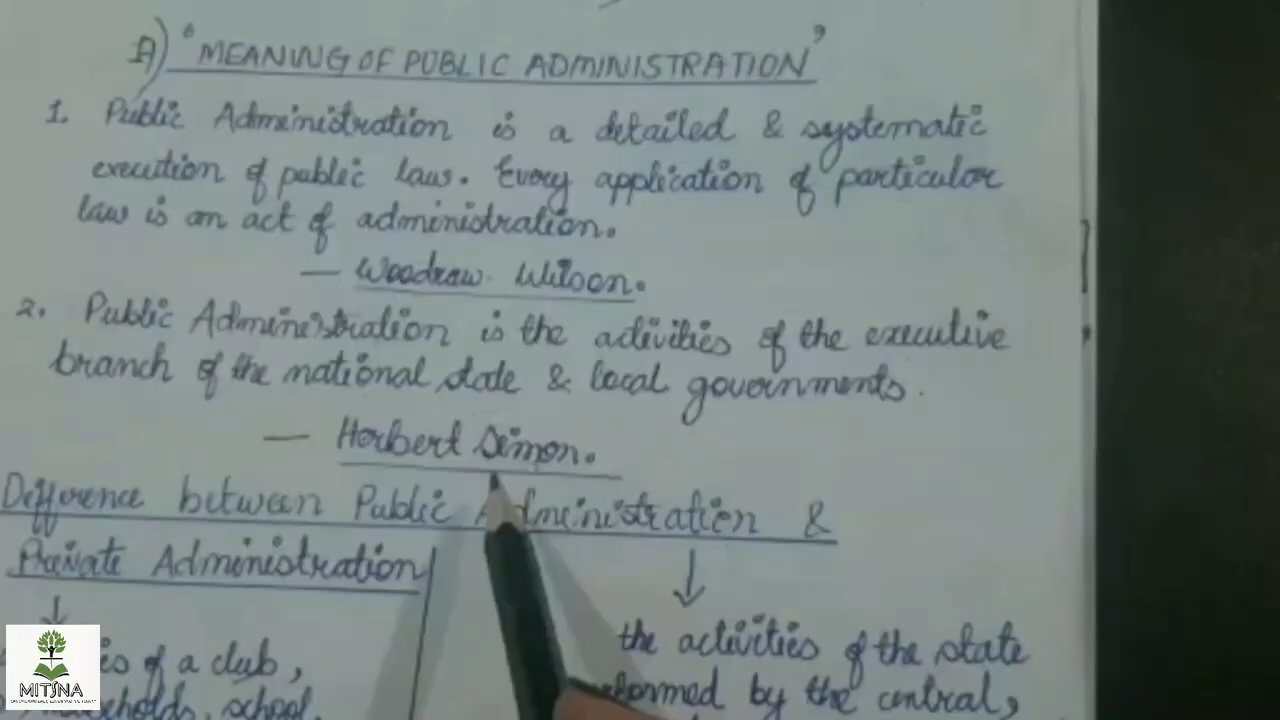 A) 'MEANING OF PUBLIC ADMINISTRATION'
1. Public Administration is a detailed & systematic
execution of public law. Every application of particular
law is an act of administration.
— Woodraw Wilson.
2. Public Administration is the activities of the executive
branch of the national state & local governments.
— Herbert Simon.
Difference between Public Administration &
Private Administration
of a club,
school,
the activities of the state
by the central,
MITJNA